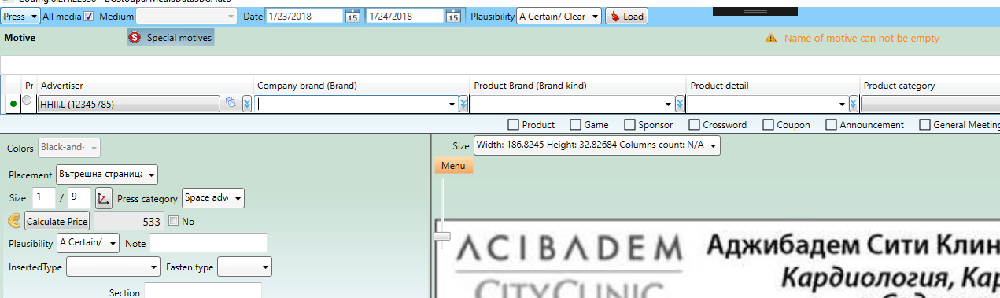 Press All media Medium Date 1/23/2018 15 1/24/2018 15 Plausibility A Certain/ Clear Load
Motive Special motives Name of motive can not be empty
Pr Advertiser Company brand (Brand) Product Brand (Brand kind) Product detail Product category
HHII.L (12345785)
Product Game Sponsor Crossword Coupon Announcement General Meeting
Colors Black-and- Size Width: 186.8245 Height: 32.82684 Columns count: N/A
Menu
Placement Вътрешна страница
Size 1 / 9 Press category Space adve
Calculate Price 533 No
Plausibility A Certain/ Note
InsertedType Fasten type
Section
ACIBADEM
CITYCLINIC
Аджибадем Сити Клин
Кардиология, Кар